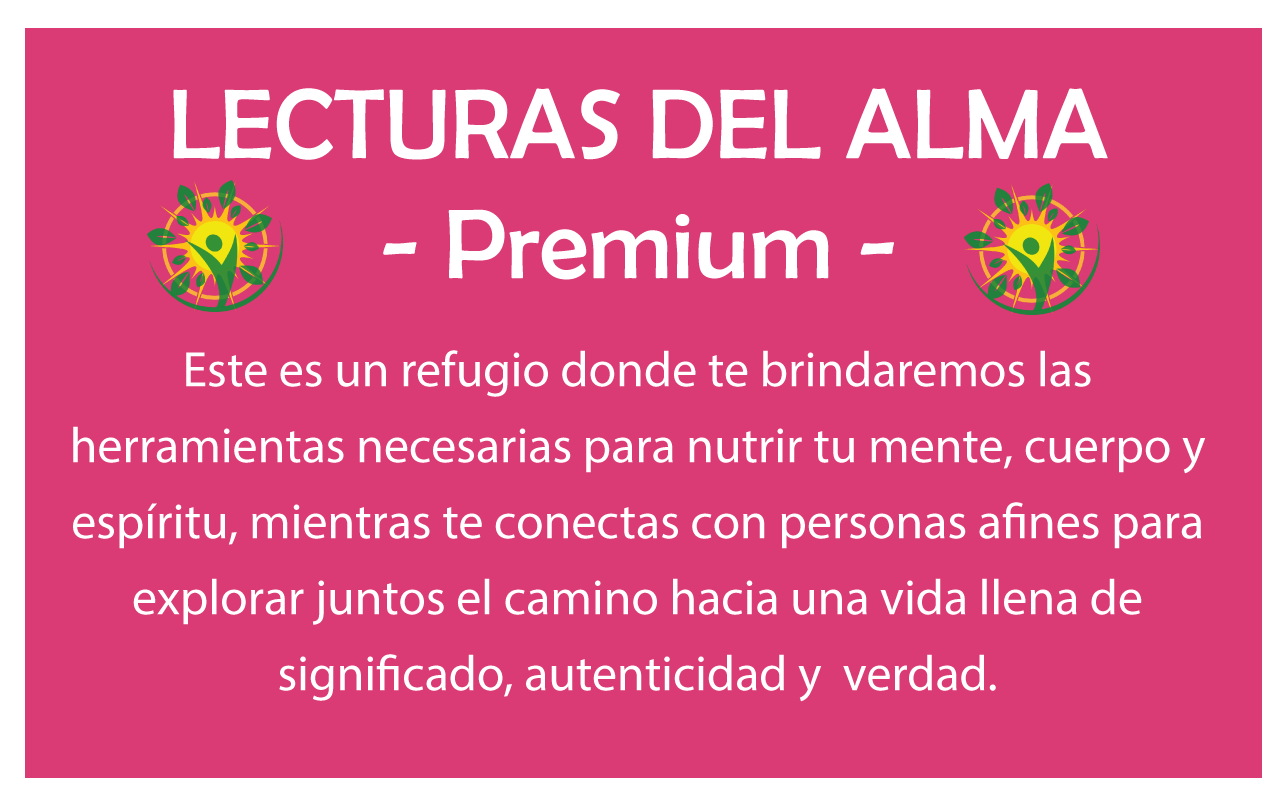 LECTURAS DEL ALMA
- Premium -
Este es un refugio donde te brindaremos las
herramientas necesarias para nutrir tu mente, cuerpo y
espíritu, mientras te conectas con personas afines para
explorar juntos el camino hacia una vida llena de
significado, autenticidad y  verdad.